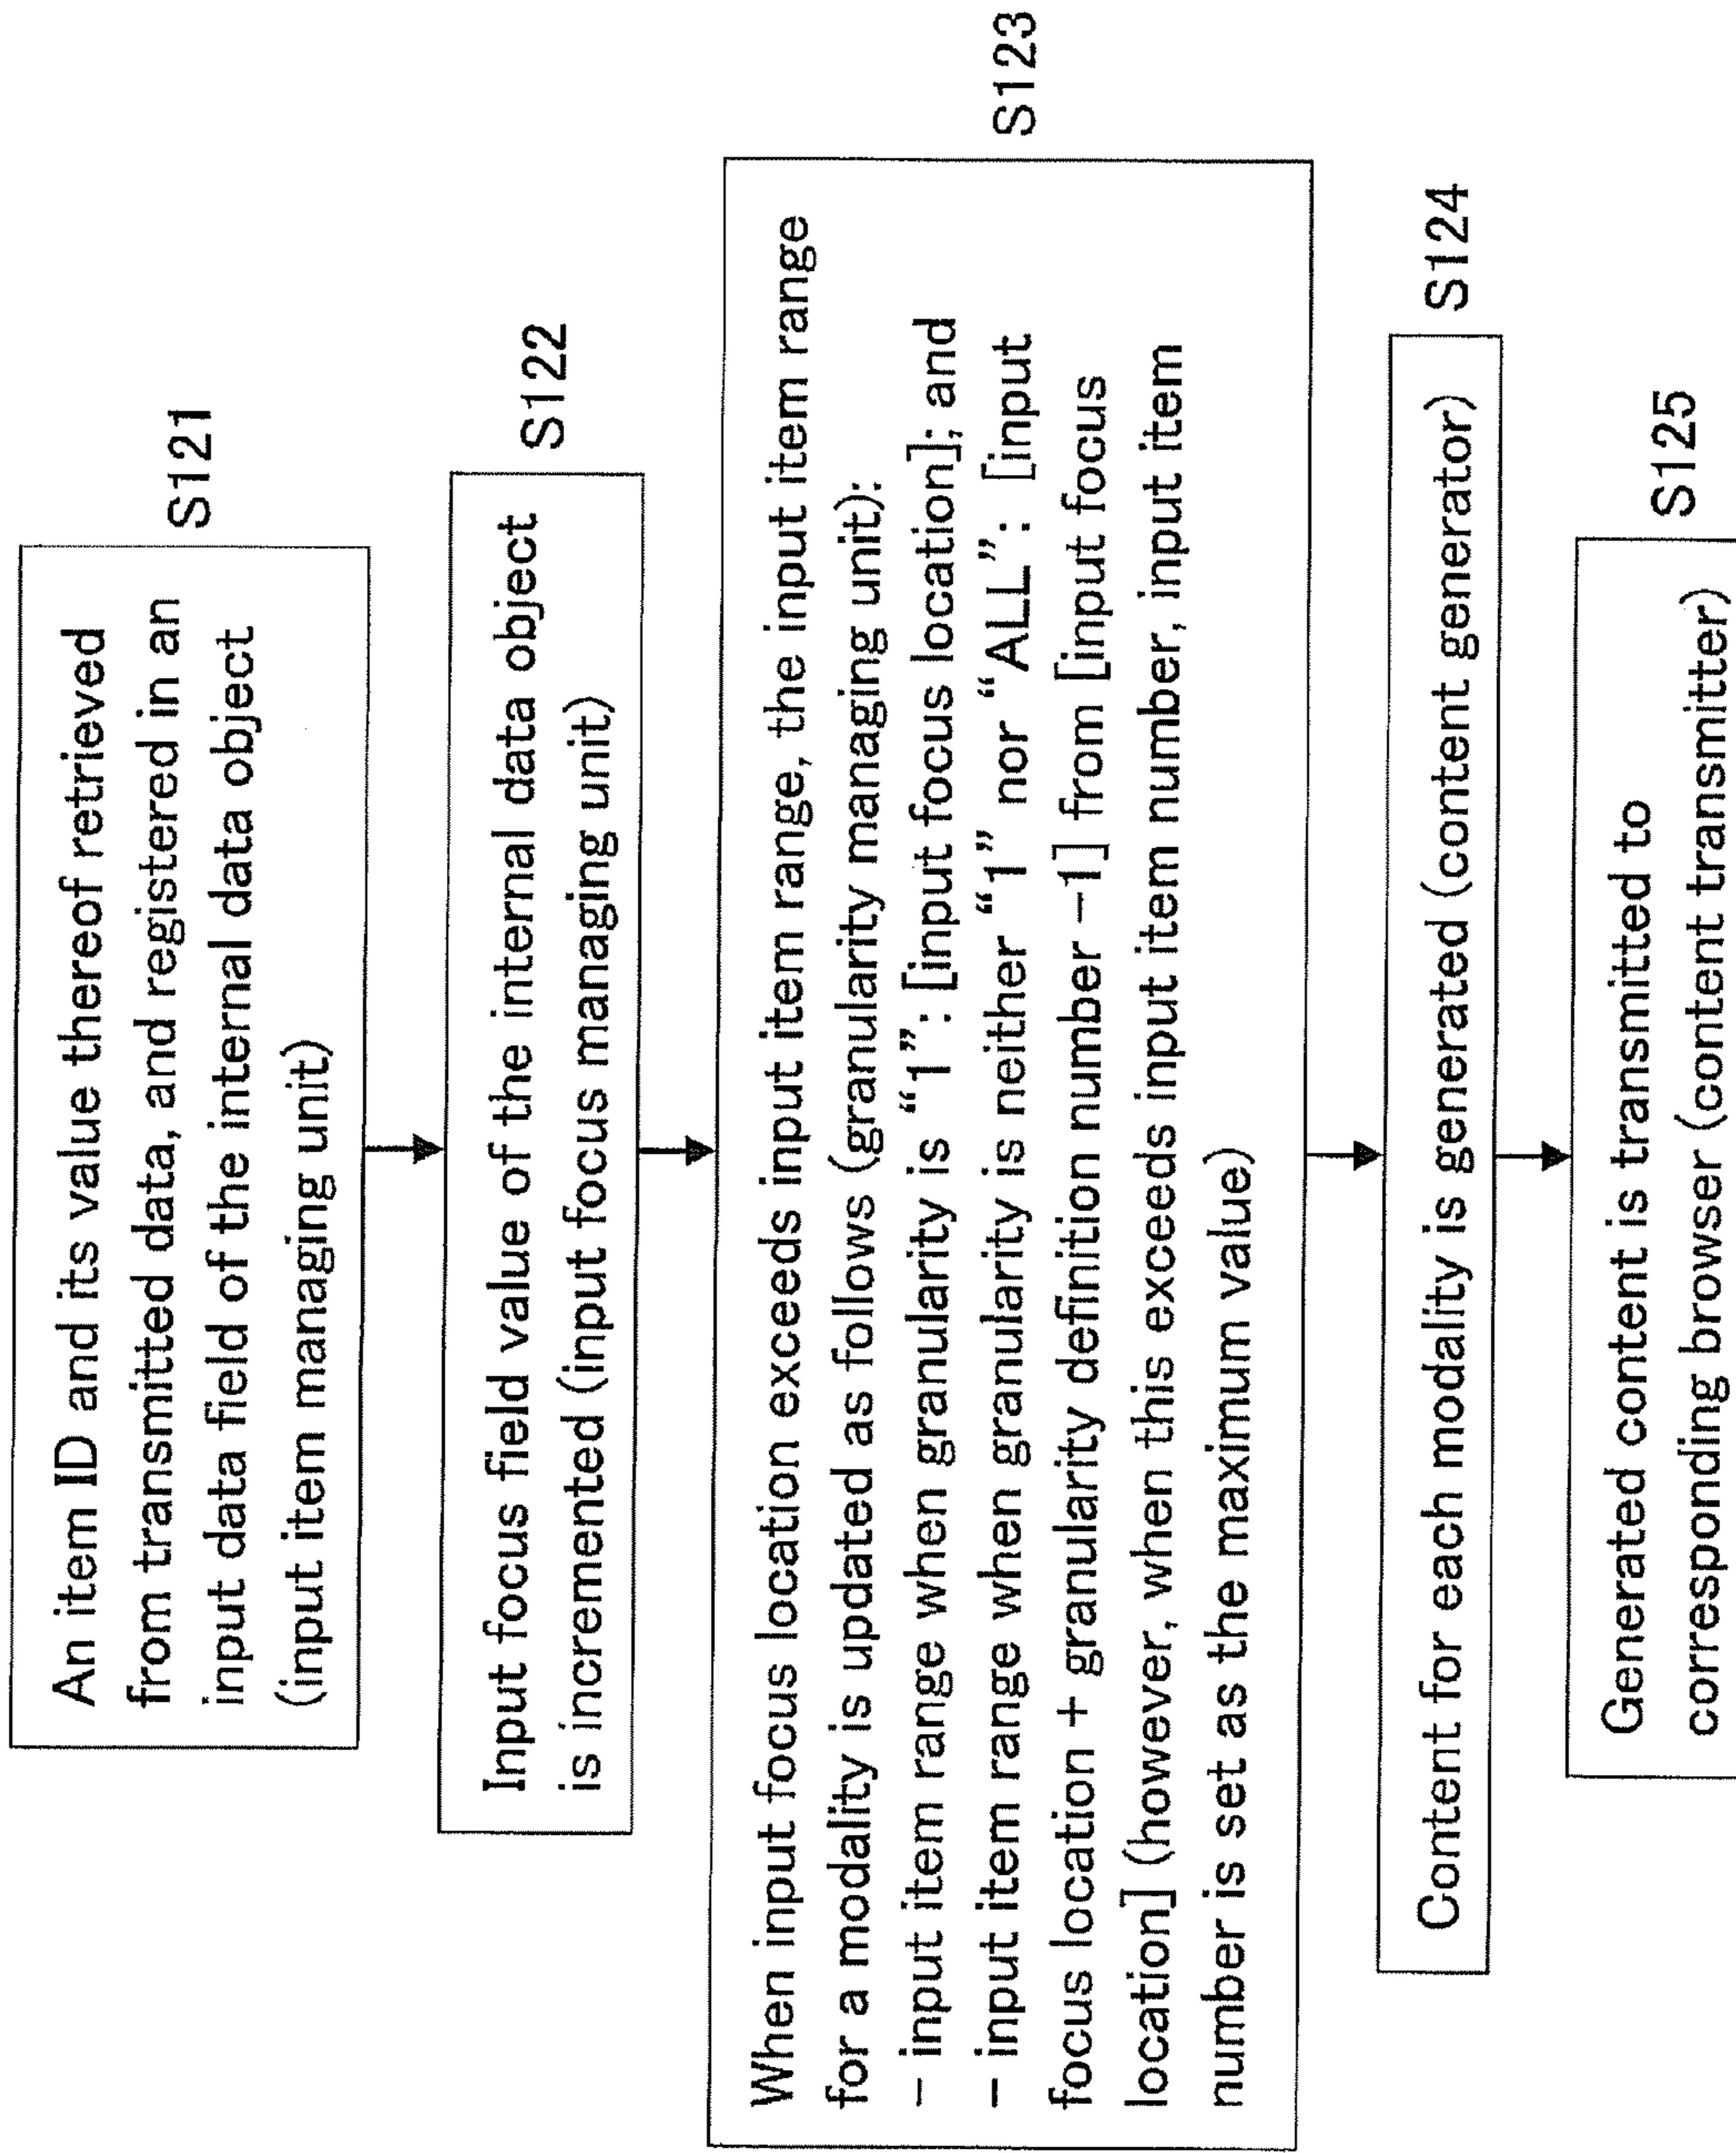 An item ID and its value thereof retrieved
from transmitted data, and registered in an
input data field of the internal data object
(input item managing unit)
S121
Input focus field value of the internal data object
is incremented (input focus managing unit)
S122
When input focus location exceeds input item range, the input item range
for a modality is updated as follows (granularity managing unit):
- input item range when granularity is “1”: [input focus location]; and
- input item range when granularity is neither “1” nor “ALL”: [input
focus location + granularity definition number -1] from [input focus
location] (however, when this exceeds input item number, input item
number is set as the maximum value)
S123
Content for each modality is generated (content generator)
S124
Generated content is transmitted to
corresponding browser (content transmitter)
S125